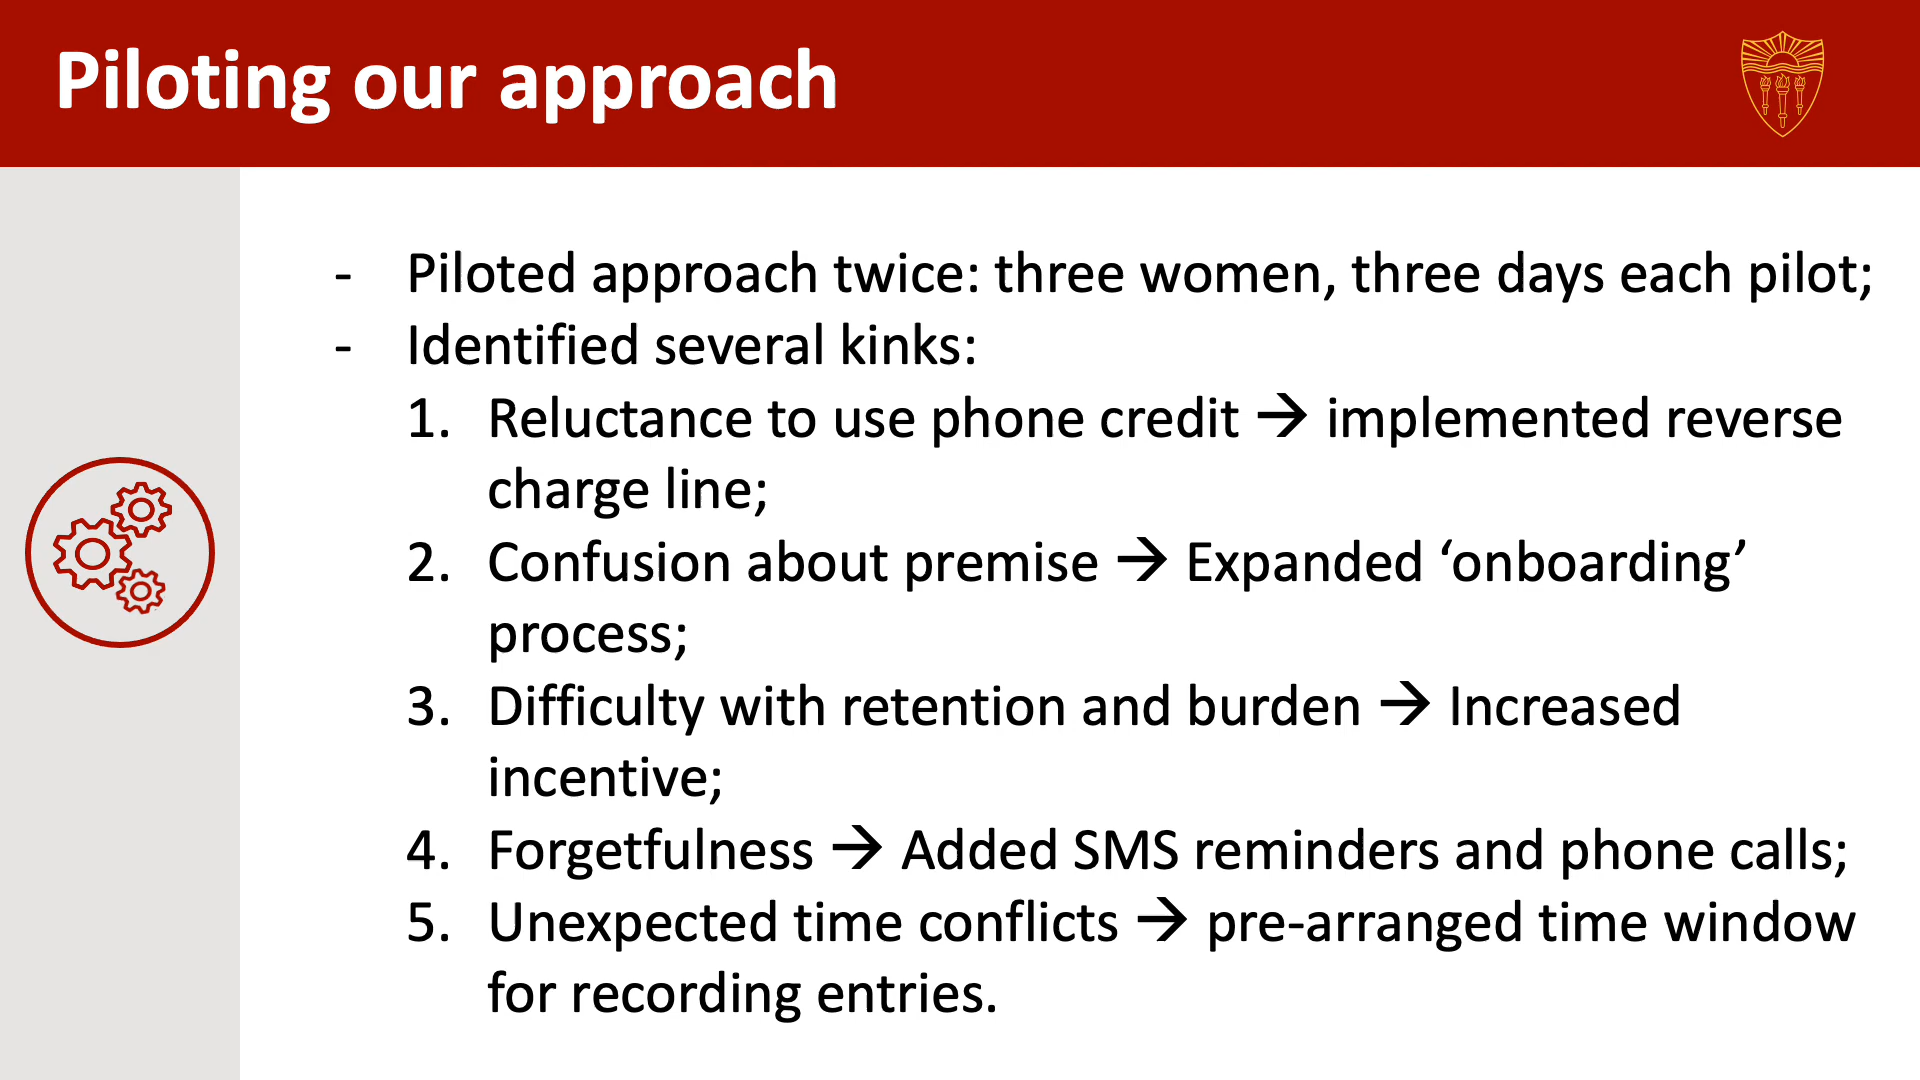 Piloting our approach
- Piloted approach twice: three women, three days each pilot;
- Identified several kinks:
1. Reluctance to use phone credit → implemented reverse
charge line;
2. Confusion about premise → Expanded ‘onboarding’
process;
3. Difficulty with retention and burden → Increased
incentive;
4. Forgetfulness → Added SMS reminders and phone calls;
5. Unexpected time conflicts → pre-arranged time window
for recording entries.